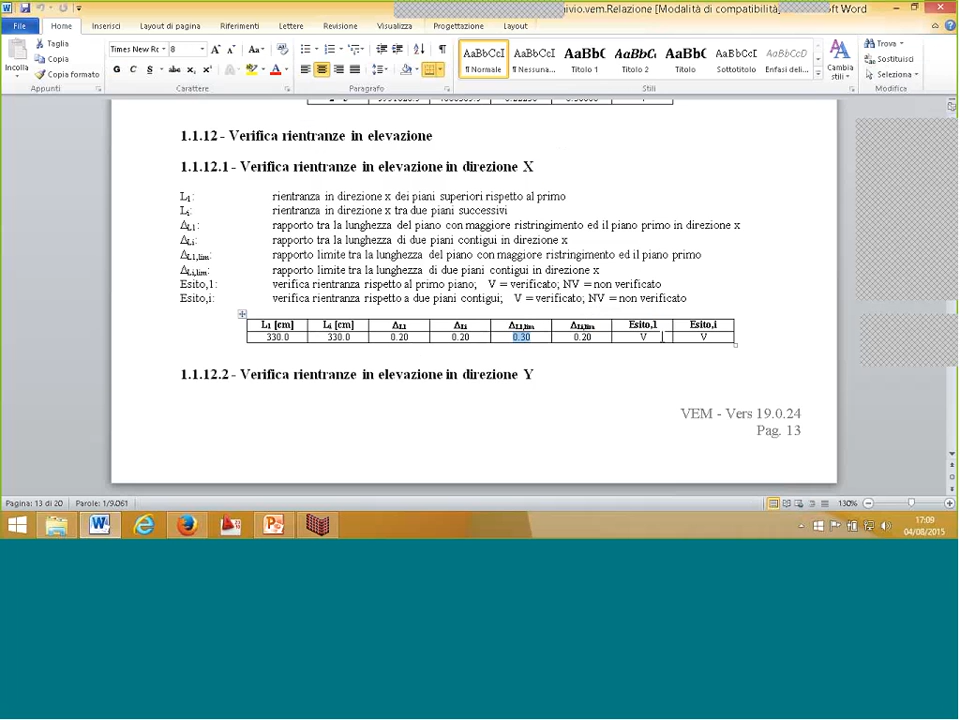 ivio.vem.Relazione [Modalità di compatibilità,
oft Word
File Home Inserisci Layout di pagina Riferimenti Lettere Revisione Visualizza Progettazione Layout
Incolla
Taglia
Copia
Copia formato
Appunti
Times New Ro 8
G C S abc x, x²
Carattere
Paragrafo
AaBbCcI AaBbCcI AaBbC AaBbC AaBbC AaBbCcI AaBbCcI
¶ Normale ¶ Nessuna... Titolo 1 Titolo 2 Titolo Sottotitolo Enfasi deli...
Cambia stili
Stili
Trova
Sostituisci
Seleziona
Modifica
1.1.12 - Verifica rientranze in elevazione
1.1.12.1 - Verifica rientranze in elevazione in direzione X
L1: rientranza in direzione x dei piani superiori rispetto al primo
Li: rientranza in direzione x tra due piani successivi
ΔL1: rapporto tra la lunghezza del piano con maggiore ristringimento ed il piano primo in direzione x
ΔLi: rapporto tra la lunghezza di due piani contigui in direzione x
ΔL1,lim: rapporto limite tra la lunghezza del piano con maggiore ristringimento ed il piano primo
ΔLi,lim: rapporto limite tra la lunghezza di due piani contigui in direzione x
Esito,1: verifica rientranza rispetto al primo piano; V = verificato; NV = non verificato
Esito,i: verifica rientranza rispetto a due piani contigui; V = verificato; NV = non verificato
L1 [cm] Li [cm] ΔL1 ΔLi ΔL1,lim ΔLi,lim Esito,1 Esito,i
330.0 330.0 0.20 0.20 0.30 0.20 V V
1.1.12.2 - Verifica rientranze in elevazione in direzione Y
VEM - Vers 19.0.24
Pag. 13
Pagina: 13 di 20 Parole: 1/9.061 130%
17:09
04/08/2015